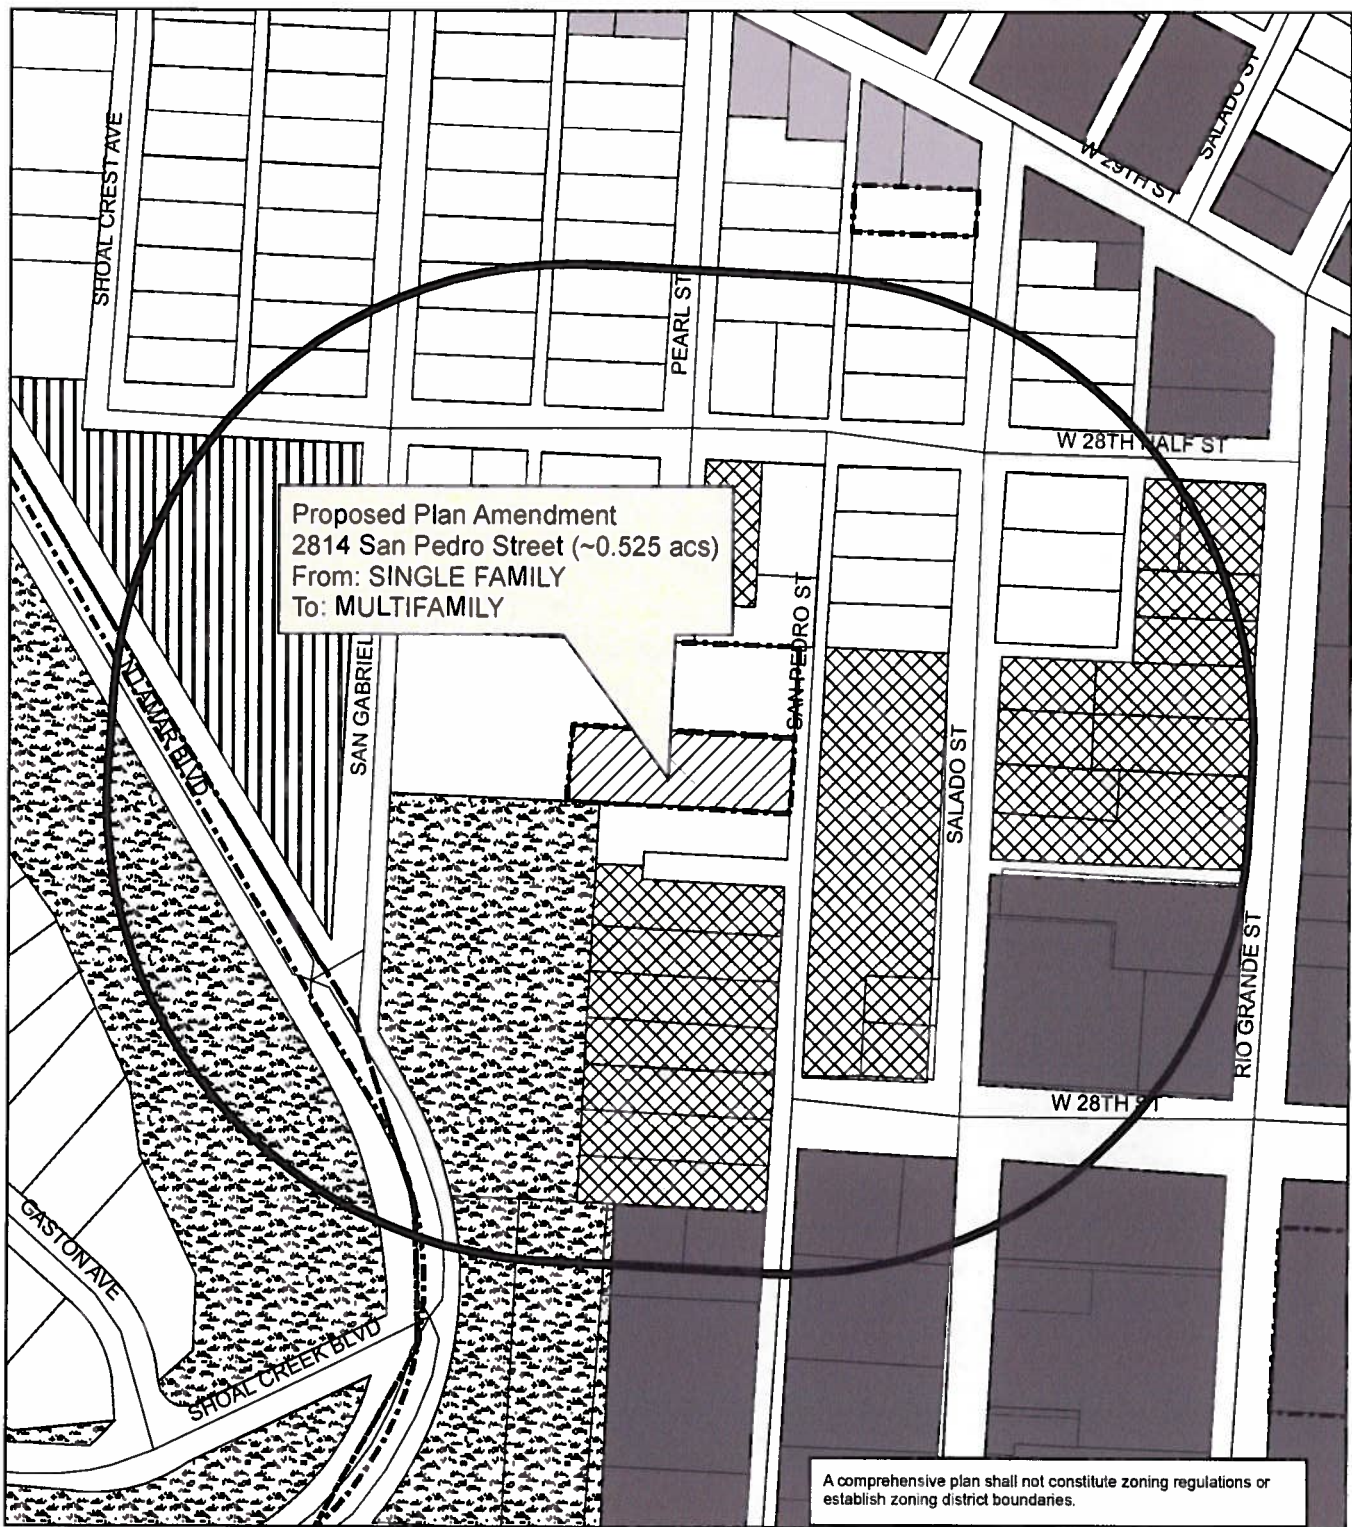 SHOAL CREST AVE
SALADO ST
W 29TH ST
PEARL ST
W 28TH HALF ST
Proposed Plan Amendment
2814 San Pedro Street (~0.525 acs)
From: SINGLE FAMILY
To: MULTIFAMILY
SAN PEDRO ST
SAN GABRIEL
N LAMAR BLVD
SALADO ST
RIO GRANDE ST
W 28TH ST
GASTON AVE
SHOAL CREEK BLVD
A comprehensive plan shall not constitute zoning regulations or
establish zoning district boundaries.